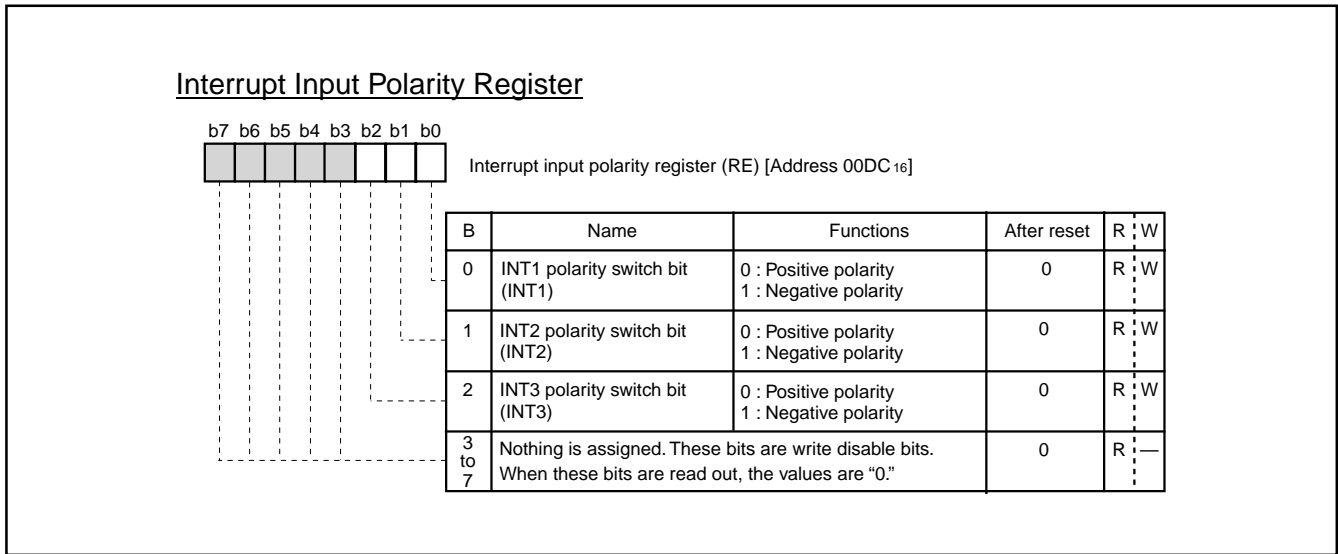 Interrupt Input Polarity Register
b7 b6 b5 b4 b3 b2 b1 b0
Interrupt input polarity register (RE) [Address 00DC16]
B Name Functions After reset R W
0 INT1 polarity switch bit (INT1) 0 : Positive polarity 1 : Negative polarity 0 R W
1 INT2 polarity switch bit (INT2) 0 : Positive polarity 1 : Negative polarity 0 R W
2 INT3 polarity switch bit (INT3) 0 : Positive polarity 1 : Negative polarity 0 R W
3 to 7 Nothing is assigned. These bits are write disable bits. When these bits are read out, the values are “0.” 0 R —